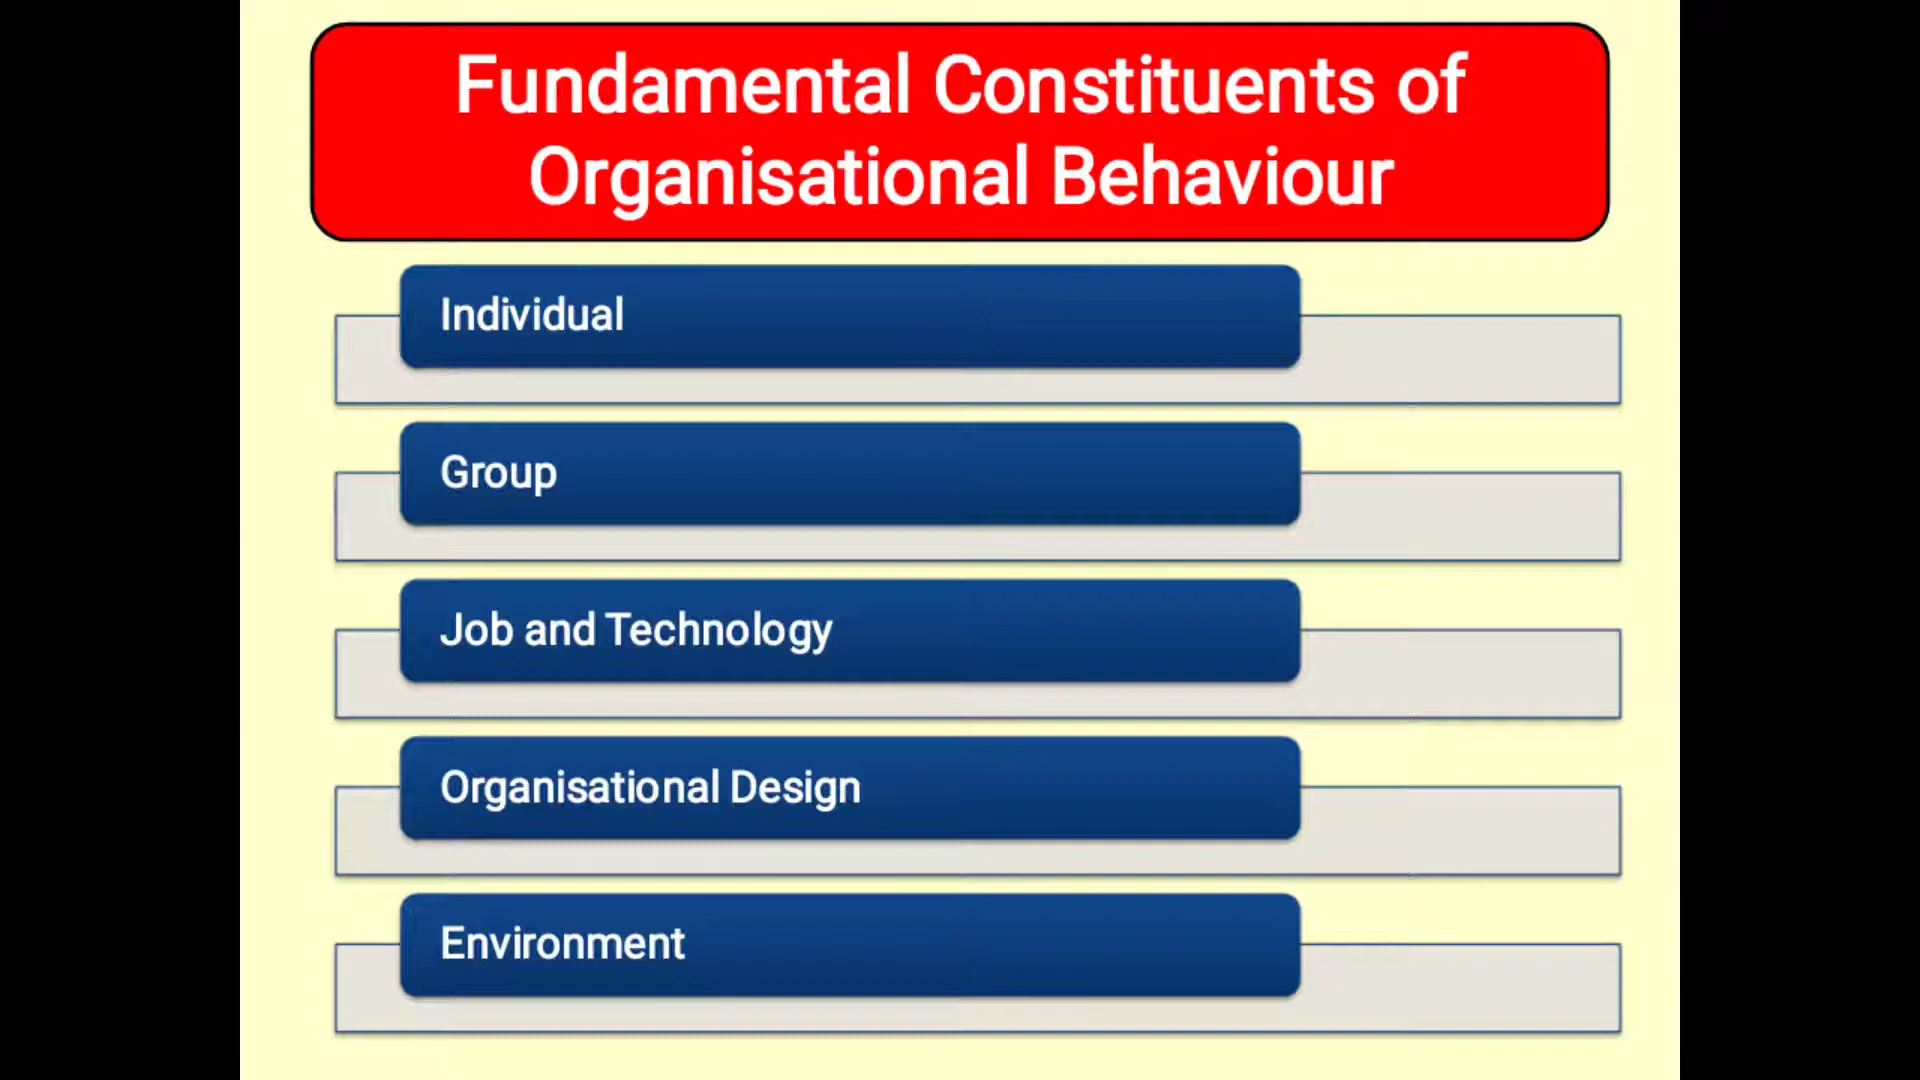 Fundamental Constituents of
Organisational Behaviour
Individual
Group
Job and Technology
Organisational Design
Environment